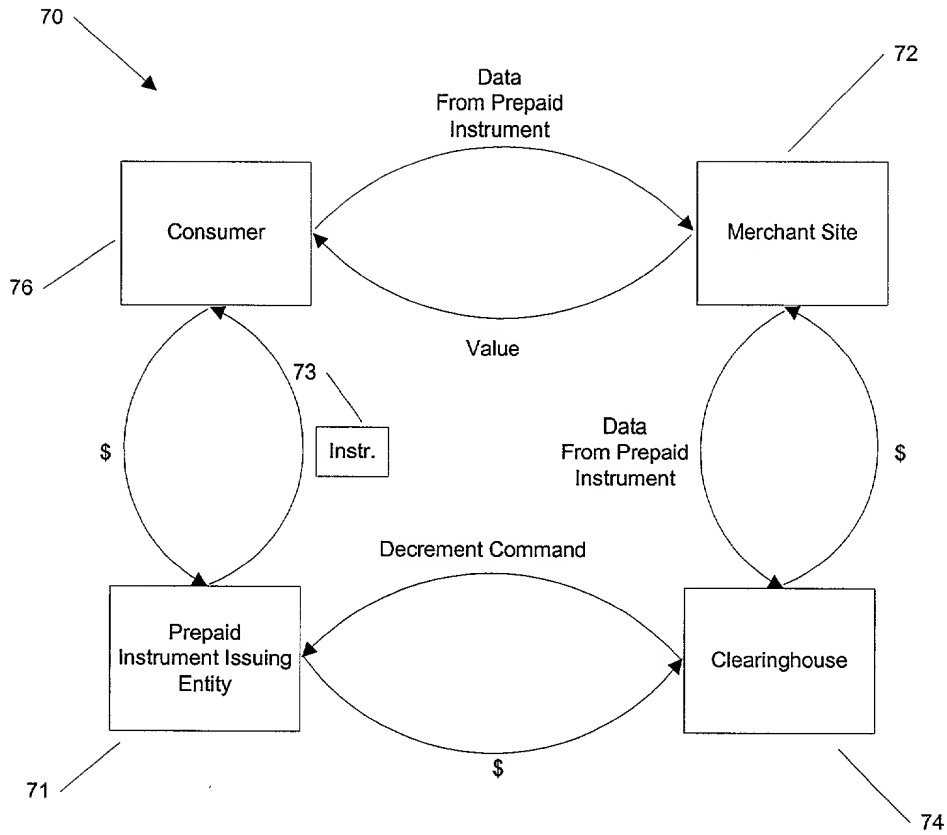 70
72
Data
From Prepaid
Instrument
Consumer
Merchant Site
76
Value
73
$
Instr.
Data
From Prepaid
Instrument
$
Decrement Command
Prepaid
Instrument Issuing
Entity
Clearinghouse
$
71
74